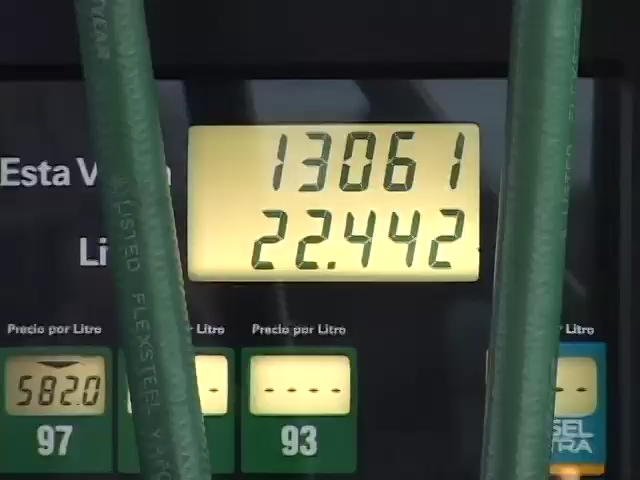 Esta V
13061
Li
22.442
Precio por Litro
Litro
Precio por Litro
Litro
582.0
- - - -
97
93
SEL
TRA
LISTED FLEXSTEEL